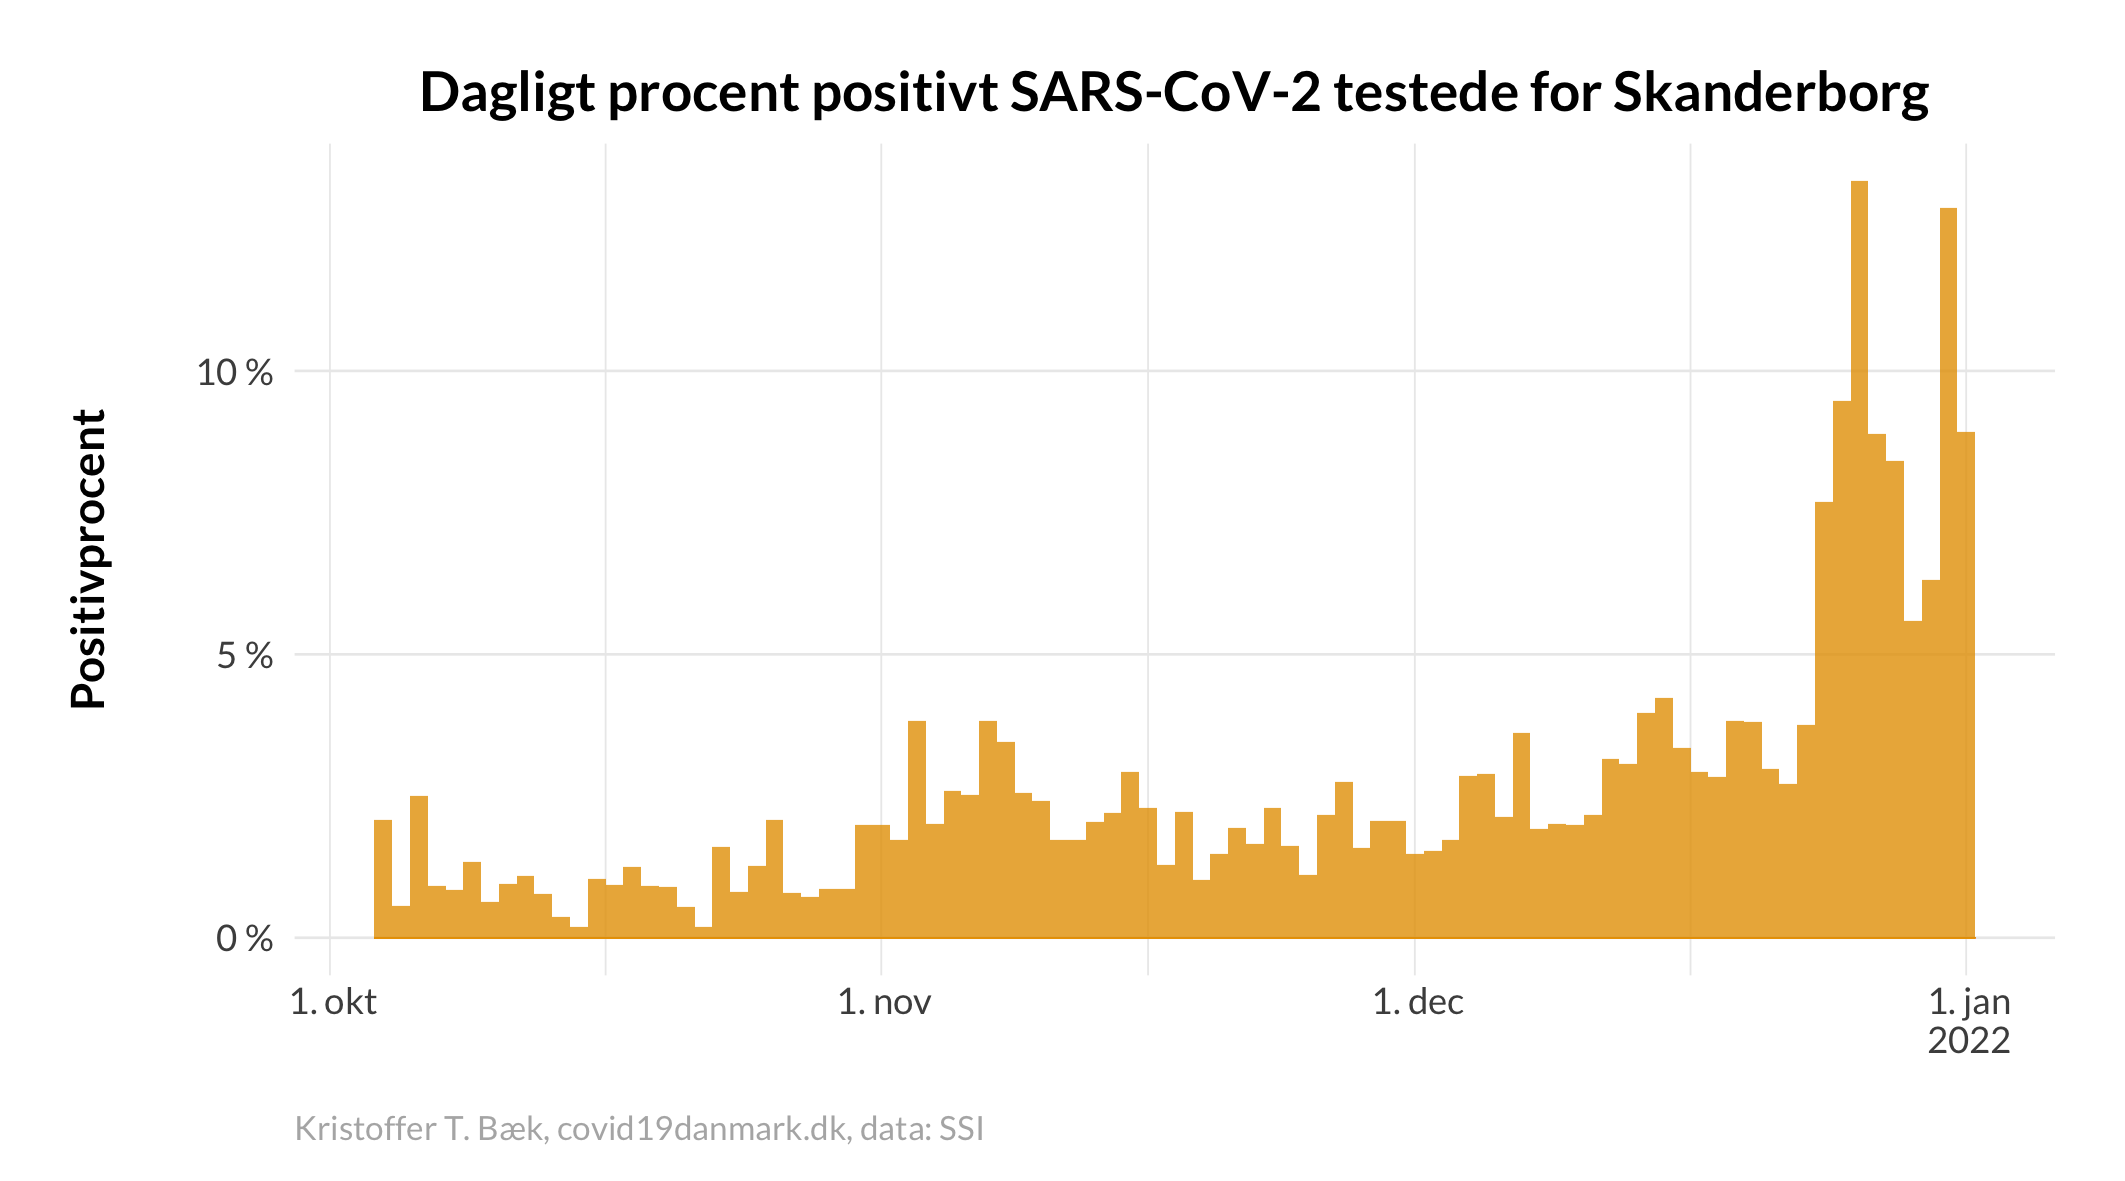 Dagligt procent positivt SARS-CoV-2 testede for Skanderborg
Positivprocent
10 %
5 %
0 %
1. okt
1. nov
1. dec
1. jan
2022
Kristoffer T. Bæk, covid19danmark.dk, data: SSI